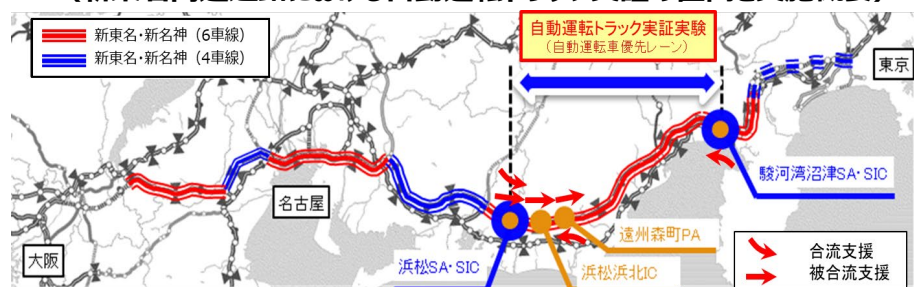 新東名・新名神（6車線）
新東名・新名神（4車線）
自動運転トラック実証実験
（自動運転車優先レーン）
東京
駿河湾沼津SA・SIC
名古屋
遠州森町PA
大阪
浜松SA・SIC
浜松浜北IC
合流支援
被合流支援